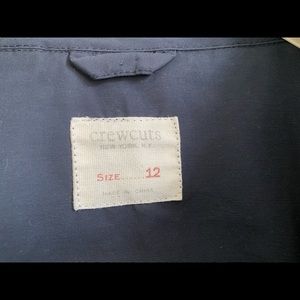 crewcuts
NEW YORK, N.Y.
SIZE......12
MADE IN CHINA